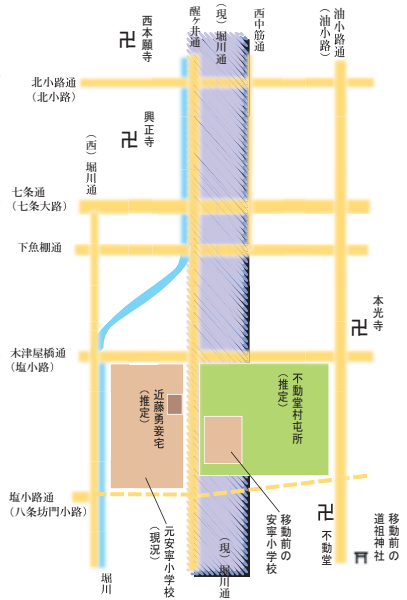 西本願寺
醒ヶ井通
（現）堀川通
西中筋通
油小路通
（油小路）
北小路通
（北小路）
興正寺
（西）堀川通
七条通
（七条大路）
下魚棚通
本光寺
木津屋橋通
（塩小路）
近藤勇妾宅
（推定）
不動堂村屯所
（推定）
塩小路通
（八条坊門小路）
元安寧小学校
（現況）
移動前の
安寧小学校
不動堂
移動前の
道祖神社
堀川
（現）堀川通